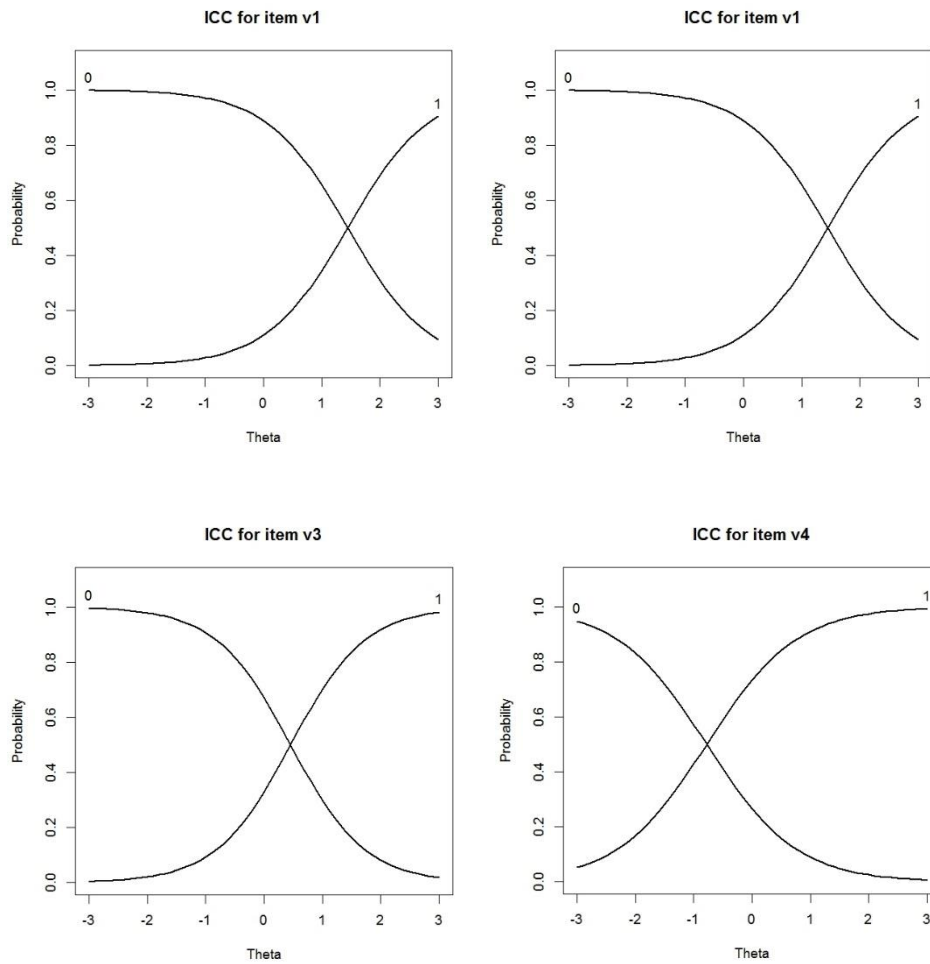 ICC for item v1
0
1
Probability
0.0 0.2 0.4 0.6 0.8 1.0
-3 -2 -1 0 1 2 3
Theta
ICC for item v1
0
1
Probability
0.0 0.2 0.4 0.6 0.8 1.0
-3 -2 -1 0 1 2 3
Theta
ICC for item v3
0
1
Probability
0.0 0.2 0.4 0.6 0.8 1.0
-3 -2 -1 0 1 2 3
Theta
ICC for item v4
0
1
Probability
0.0 0.2 0.4 0.6 0.8 1.0
-3 -2 -1 0 1 2 3
Theta